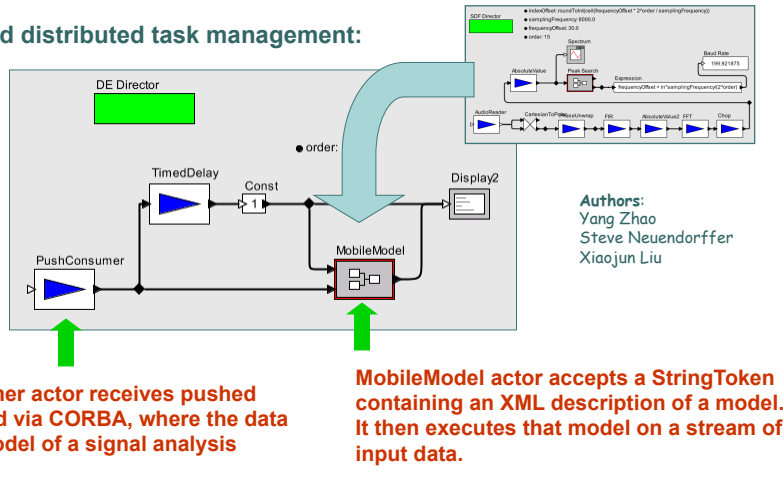 d distributed task management:
SDF Director
● indexOffset: roundToInt(ceil(frequencyOffset * 2^order / samplingFrequency))
● samplingFrequency: 8000.0
● frequencyOffset: 30.0
● order: 15
Spectrum
AbsoluteValue
Peak Search
Baud Rate
199.921875
Expression
frequencyOffset + in*samplingFrequency/(2^order)
AudioReader
CartesianToPolar
PhaseUnwrap
FIR
AbsoluteValue2
FFT
Chop
DE Director
● order:
TimedDelay
Const
1
Display2
PushConsumer
MobileModel
Authors:
Yang Zhao
Steve Neuendorffer
Xiaojun Liu
ner actor receives pushed
d via CORBA, where the data
odel of a signal analysis
MobileModel actor accepts a StringToken
containing an XML description of a model.
It then executes that model on a stream of
input data.